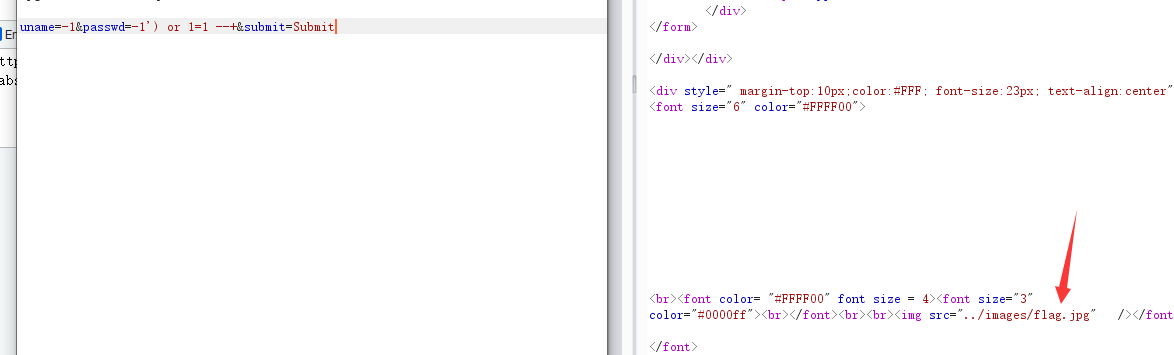 uname=-1&passwd=-1') or 1=1 --+&submit=Submit
En
ttp
abs
</div>
</form>
</div></div>
<div style=" margin-top:10px;color:#FFF; font-size:23px; text-align:center"
<font size="6" color="#FFFF00">
<br><font color= "#FFFF00" font size = 4><font size="3"
color="#0000ff"><br></font><br><br><img src="../images/flag.jpg"   /></font
</font>